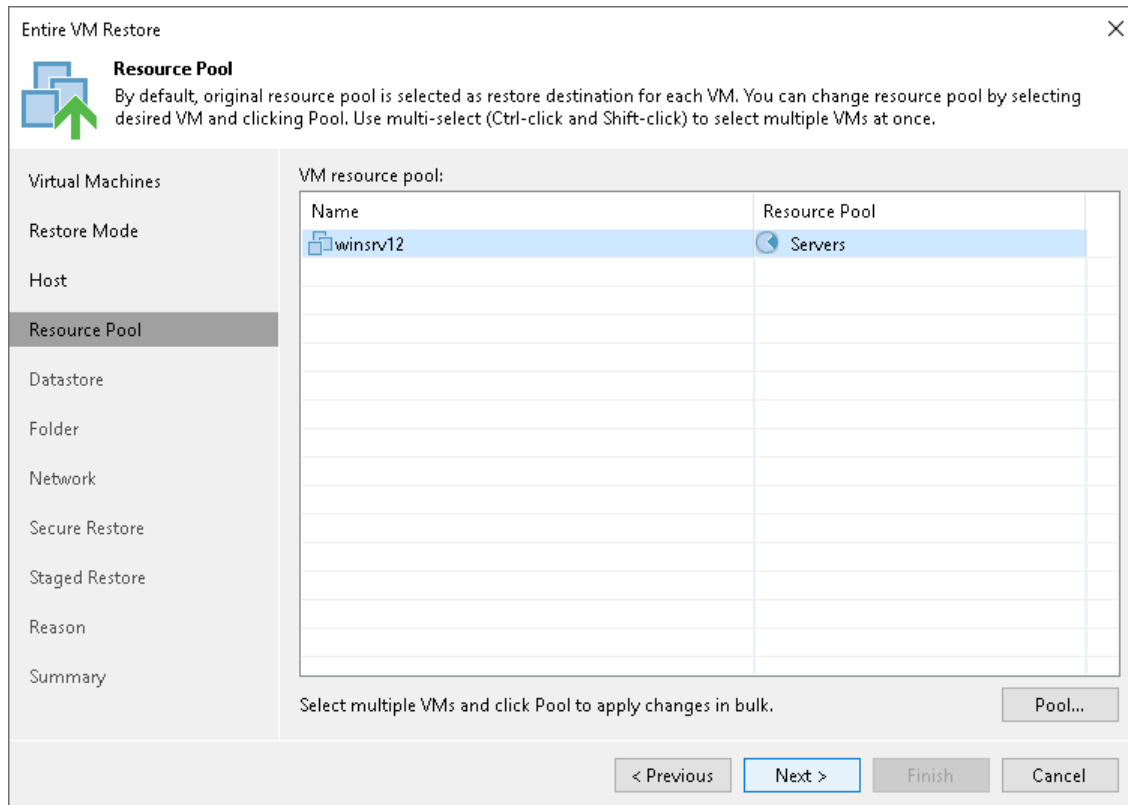 Entire VM Restore
Resource Pool
By default, original resource pool is selected as restore destination for each VM. You can change resource pool by selecting
desired VM and clicking Pool. Use multi-select (Ctrl-click and Shift-click) to select multiple VMs at once.
Virtual Machines
Restore Mode
Host
Resource Pool
Datastore
Folder
Network
Secure Restore
Staged Restore
Reason
Summary
VM resource pool:
Name Resource Pool
winsrv12 Servers
Select multiple VMs and click Pool to apply changes in bulk. Pool...
< Previous Next > Finish Cancel